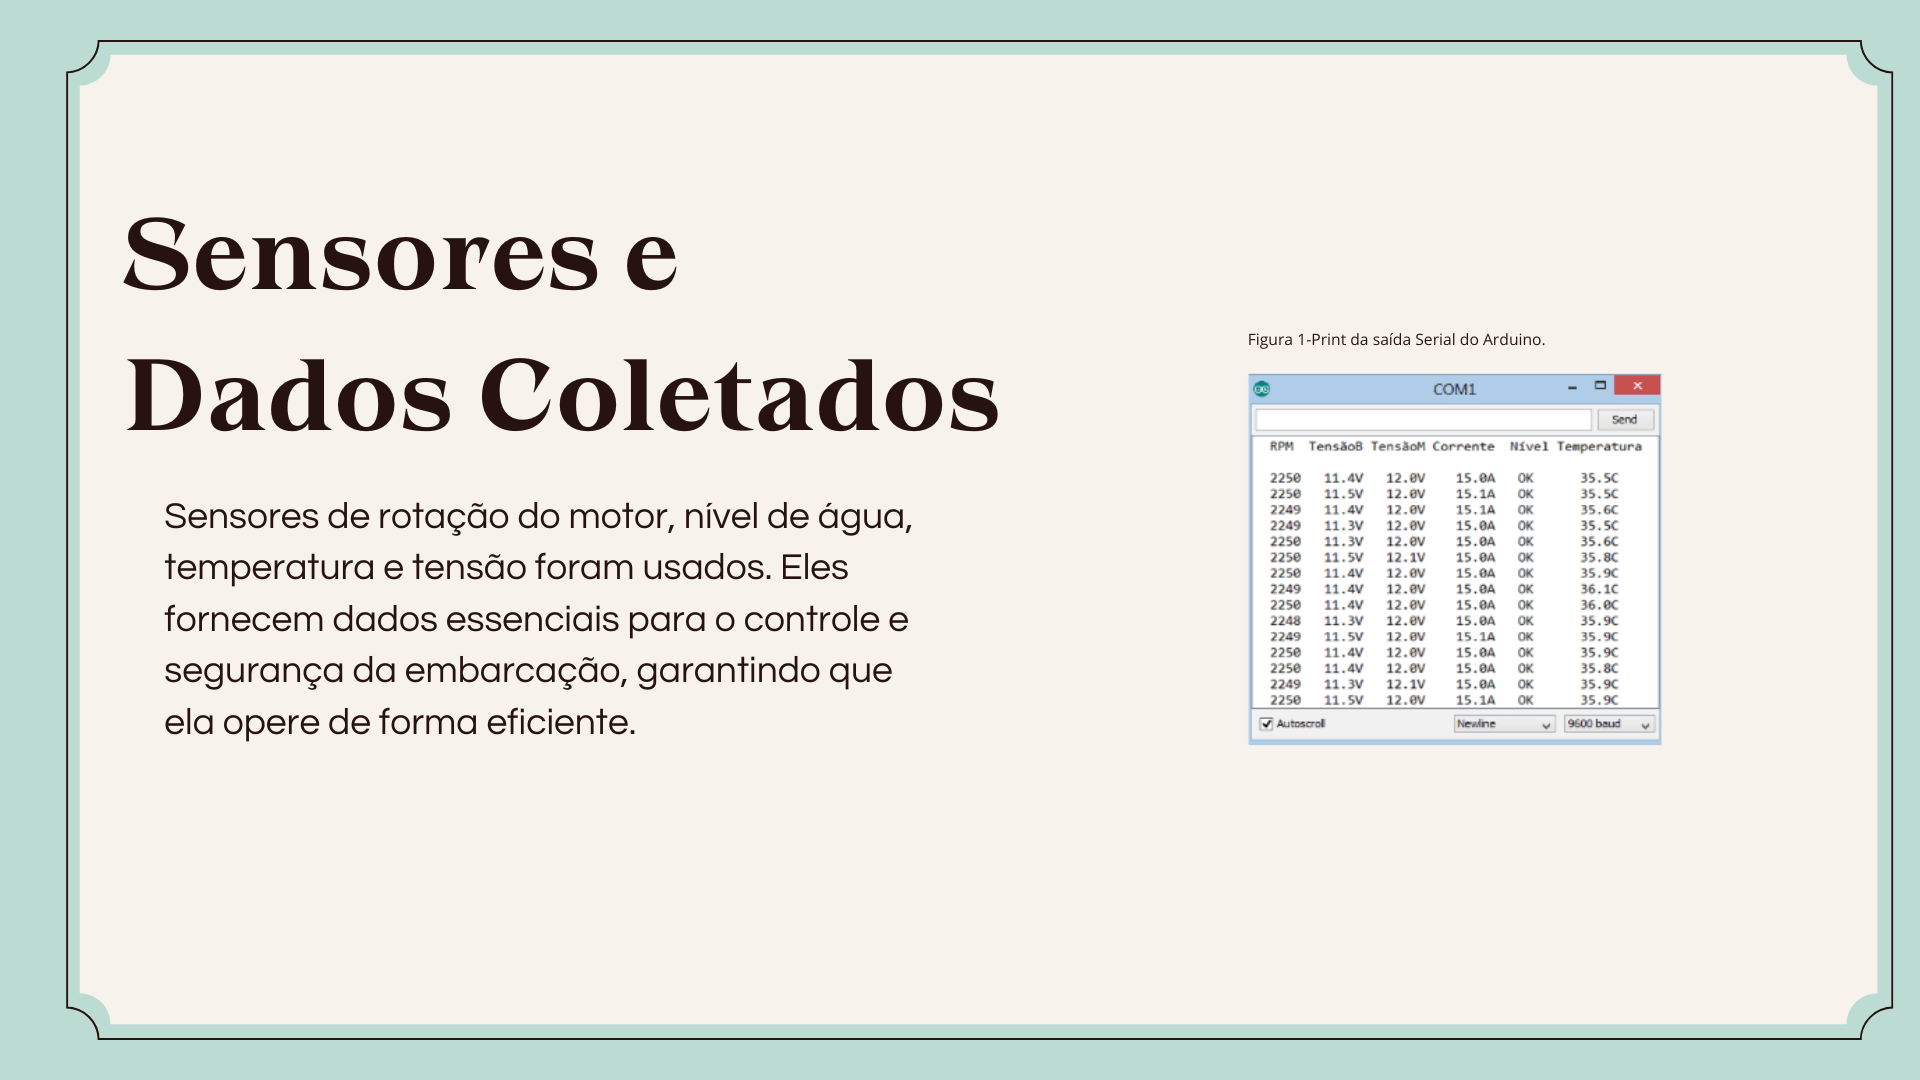 Sensores e
Dados Coletados
Sensores de rotação do motor, nível de água,
temperatura e tensão foram usados. Eles
fornecem dados essenciais para o controle e
segurança da embarcação, garantindo que
ela opere de forma eficiente.
Figura 1-Print da saída Serial do Arduino.
COM1
Send
RPM TensãoB TensãoM Corrente Nível Temperatura
2250 11.4V 12.0V 15.0A OK 35.5C
2250 11.5V 12.0V 15.1A OK 35.5C
2249 11.4V 12.0V 15.1A OK 35.6C
2249 11.3V 12.0V 15.0A OK 35.5C
2250 11.3V 12.0V 15.0A OK 35.6C
2250 11.5V 12.1V 15.0A OK 35.8C
2250 11.4V 12.0V 15.0A OK 35.9C
2249 11.4V 12.0V 15.0A OK 36.1C
2250 11.4V 12.0V 15.0A OK 36.0C
2248 11.3V 12.0V 15.0A OK 35.9C
2249 11.5V 12.0V 15.1A OK 35.9C
2250 11.4V 12.0V 15.0A OK 35.9C
2250 11.4V 12.0V 15.0A OK 35.8C
2249 11.3V 12.1V 15.0A OK 35.9C
2250 11.5V 12.0V 15.1A OK 35.9C
Autoscroll Newline 9600 baud